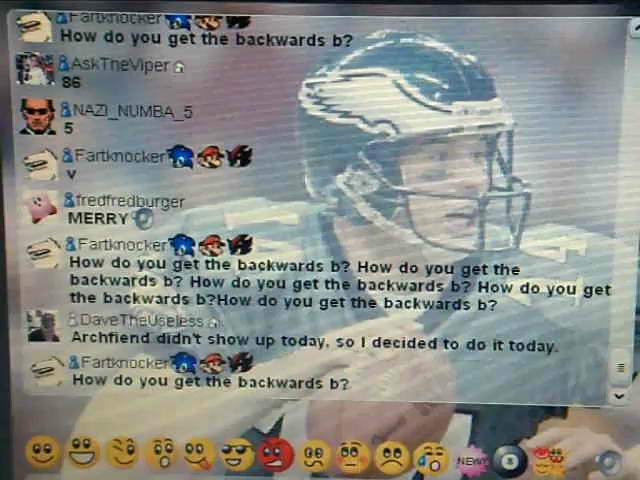 Fartknocker
How do you get the backwards b?
AskTheViper
86
NAZI_NUMBA_5
5
Fartknocker
v
fredfredburger
MERRY
Fartknocker
How do you get the backwards b? How do you get the
backwards b? How do you get the backwards b? How do you get
the backwards b?How do you get the backwards b?
DaveTheUseless
Archfiend didn't show up today, so I decided to do it today.
Fartknocker
How do you get the backwards b?
NEW!
8